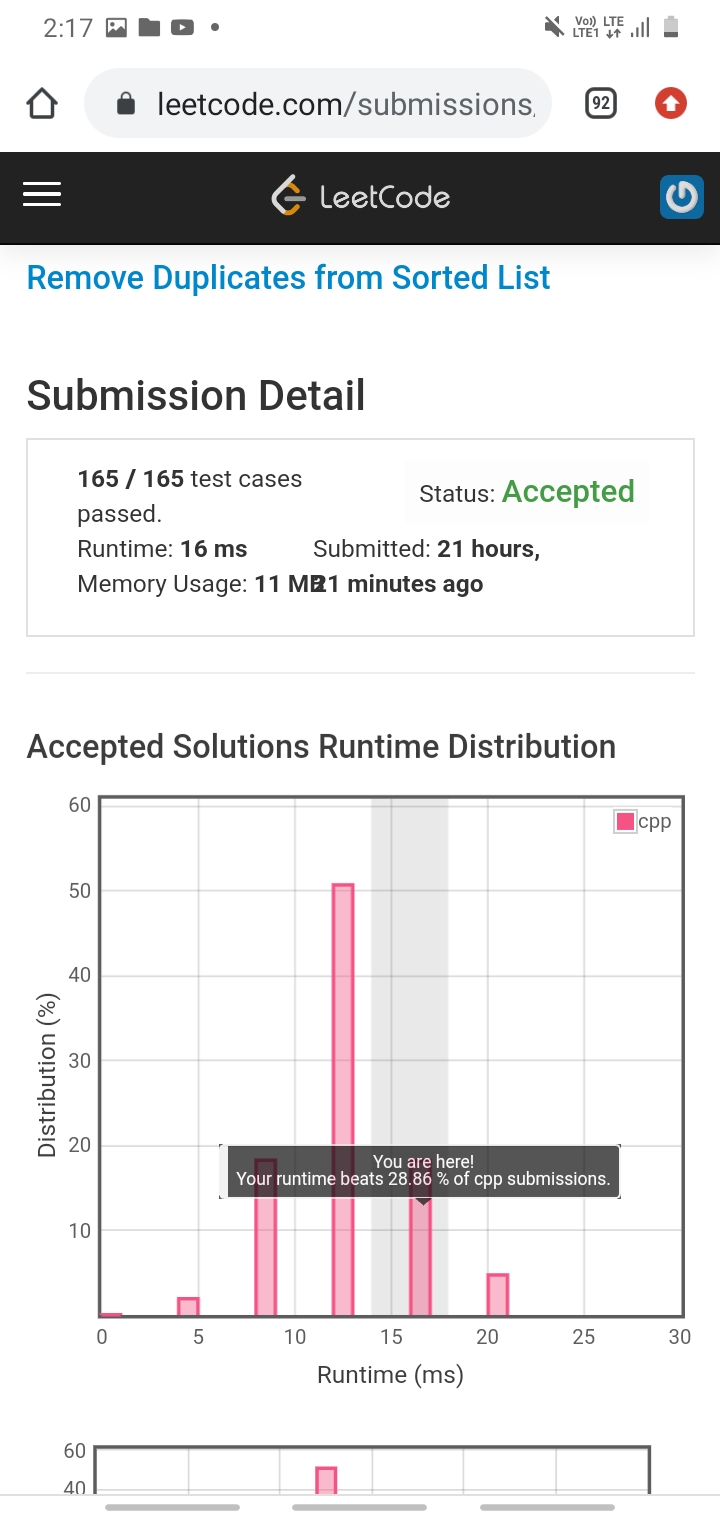 2:17
Vo)) LTE
LTE1
leetcode.com/submissions
92
LeetCode
Remove Duplicates from Sorted List
Submission Detail
165 / 165 test cases
passed.
Status: Accepted
Runtime: 16 ms
Submitted: 21 hours,
Memory Usage: 11 MB
21 minutes ago
Accepted Solutions Runtime Distribution
60
cpp
50
40
30
20
10
Distribution (%)
You are here!
Your runtime beats 28.86 % of cpp submissions.
0 5 10 15 20 25 30
Runtime (ms)
60
40